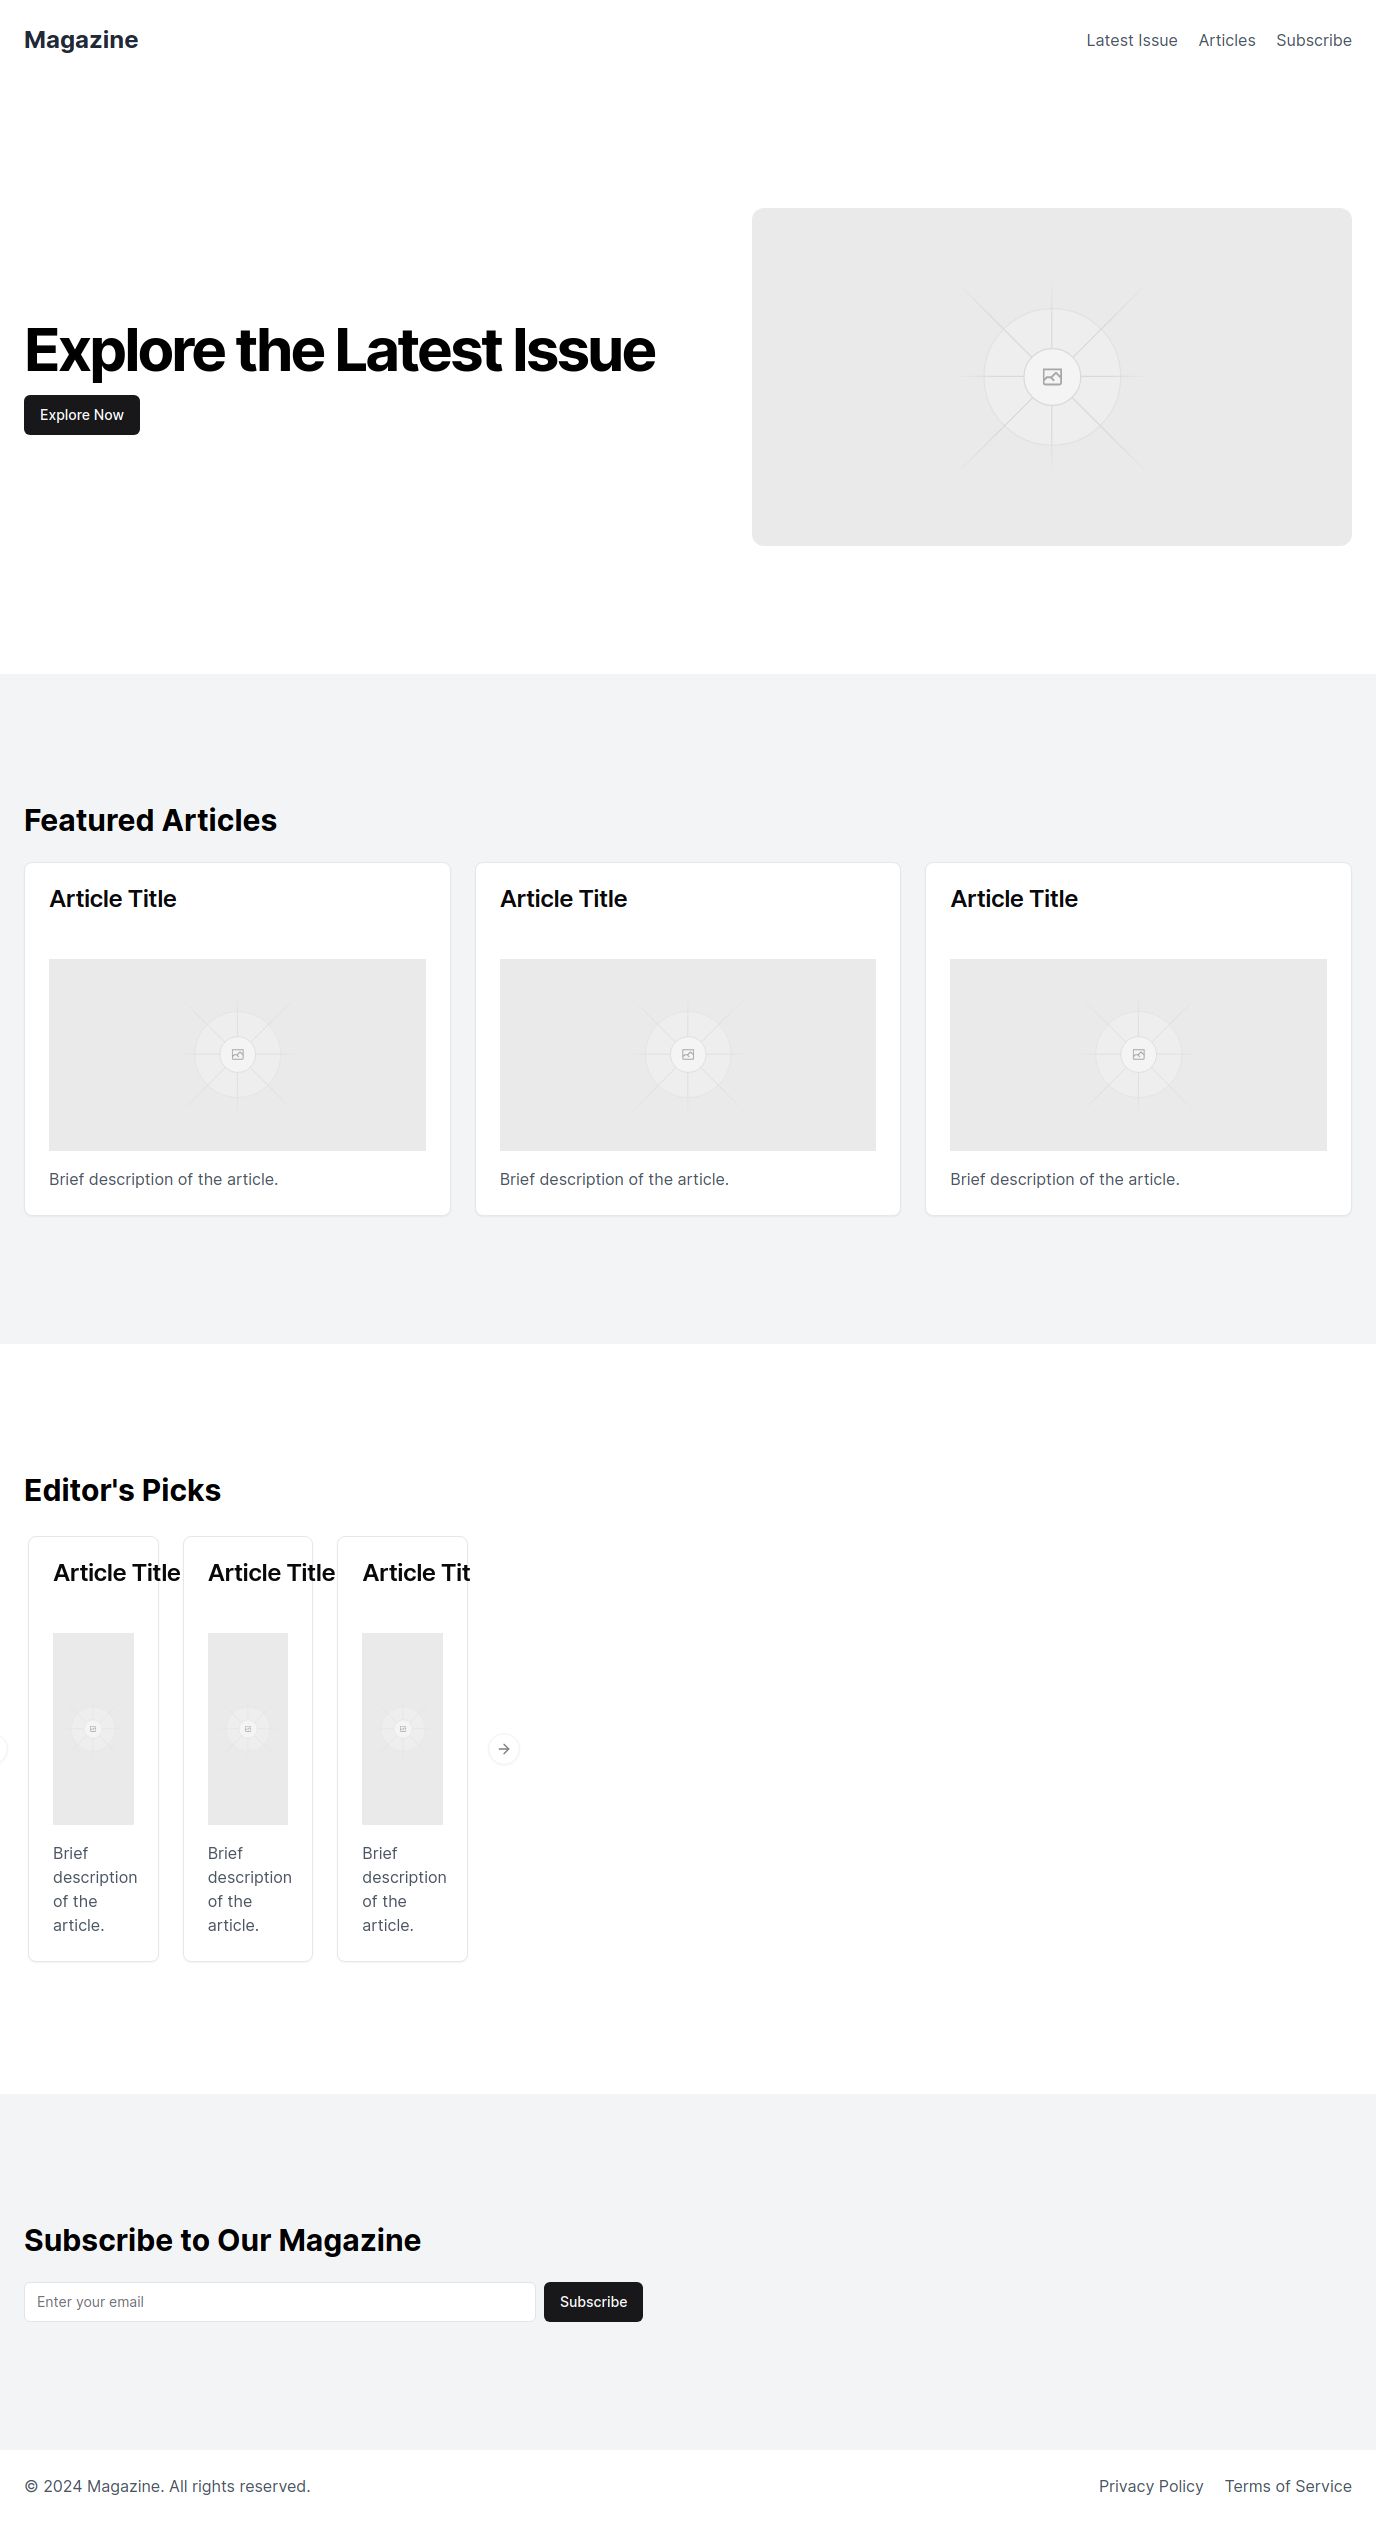 Magazine
Latest Issue
Articles
Subscribe
Explore the Latest Issue
Explore Now
Featured Articles
Article Title
Brief description of the article.
Article Title
Brief description of the article.
Article Title
Brief description of the article.
Editor's Picks
Article Title
Brief
description
of the
article.
Article Title
Brief
description
of the
article.
Article Tit
Brief
description
of the
article.
Subscribe to Our Magazine
Enter your email
Subscribe
© 2024 Magazine. All rights reserved.
Privacy Policy
Terms of Service